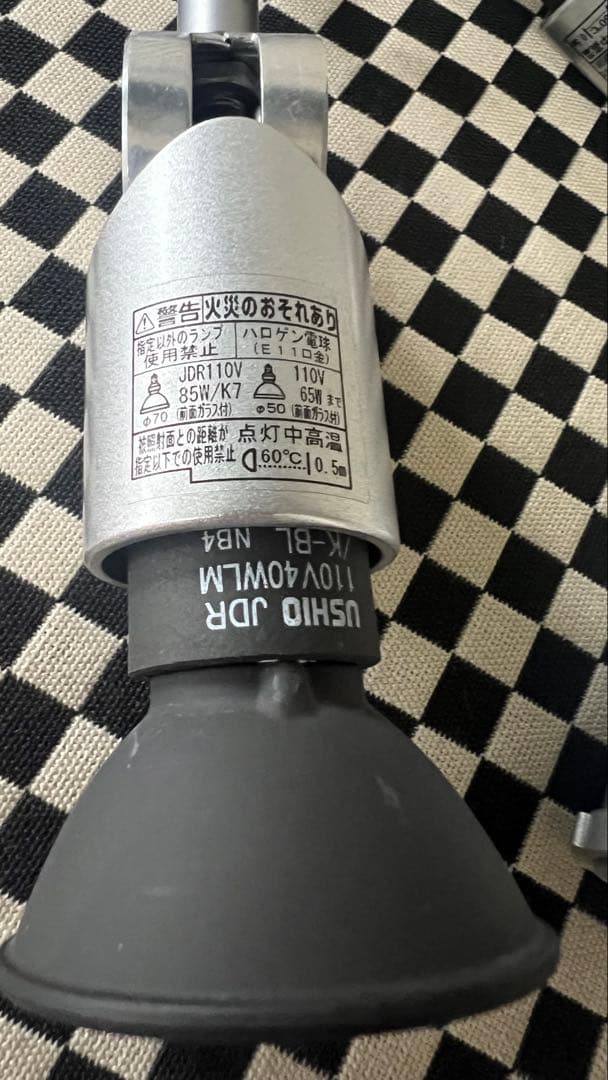 ⚠警告 火災のおそれあり
指定以外のランプ使用禁止
ハロゲン電球
(E11口金)
JDR110V
85W/K7
φ70 (前面ガラス付)
110V
65Wまで
φ50 (前面ガラス付)
被照射面との距離が
指定以下での使用禁止
点灯中高温
60℃ 0.5m
USHIO JDR
110V40WLM
/K-BL NB4